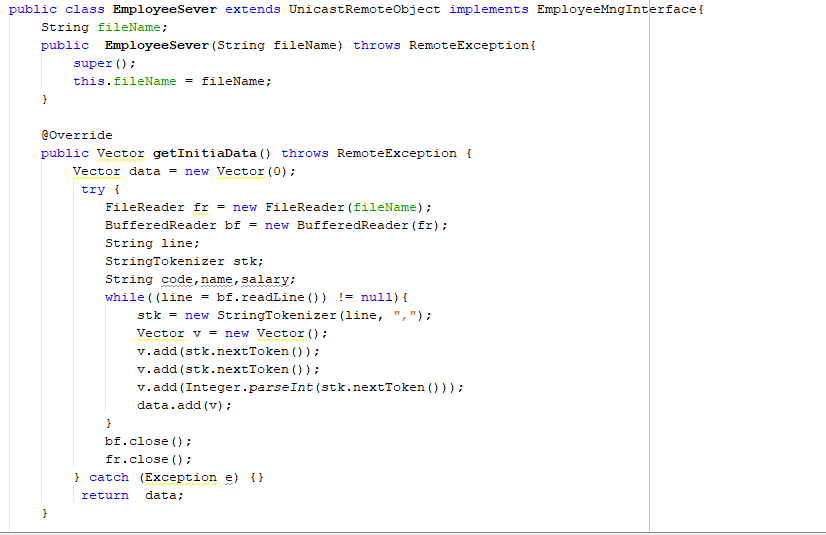 public class EmployeeSever extends UnicastRemoteObject implements EmployeeMngInterface{
    String fileName;
    public  EmployeeSever(String fileName) throws RemoteException{
        super();
        this.fileName = fileName;
    }

    @Override
    public Vector getInitiaData() throws RemoteException {
        Vector data = new Vector(0);
         try {
            FileReader fr = new FileReader(fileName);
            BufferedReader bf = new BufferedReader(fr);
            String line;
            StringTokenizer stk;
            String code,name,salary;
            while((line = bf.readLine()) != null){
                stk = new StringTokenizer(line, ",");
                Vector v = new Vector();
                v.add(stk.nextToken());
                v.add(stk.nextToken());
                v.add(Integer.parseInt(stk.nextToken()));
                data.add(v);
            }
            bf.close();
            fr.close();
        } catch (Exception e) {}
         return  data;
    }